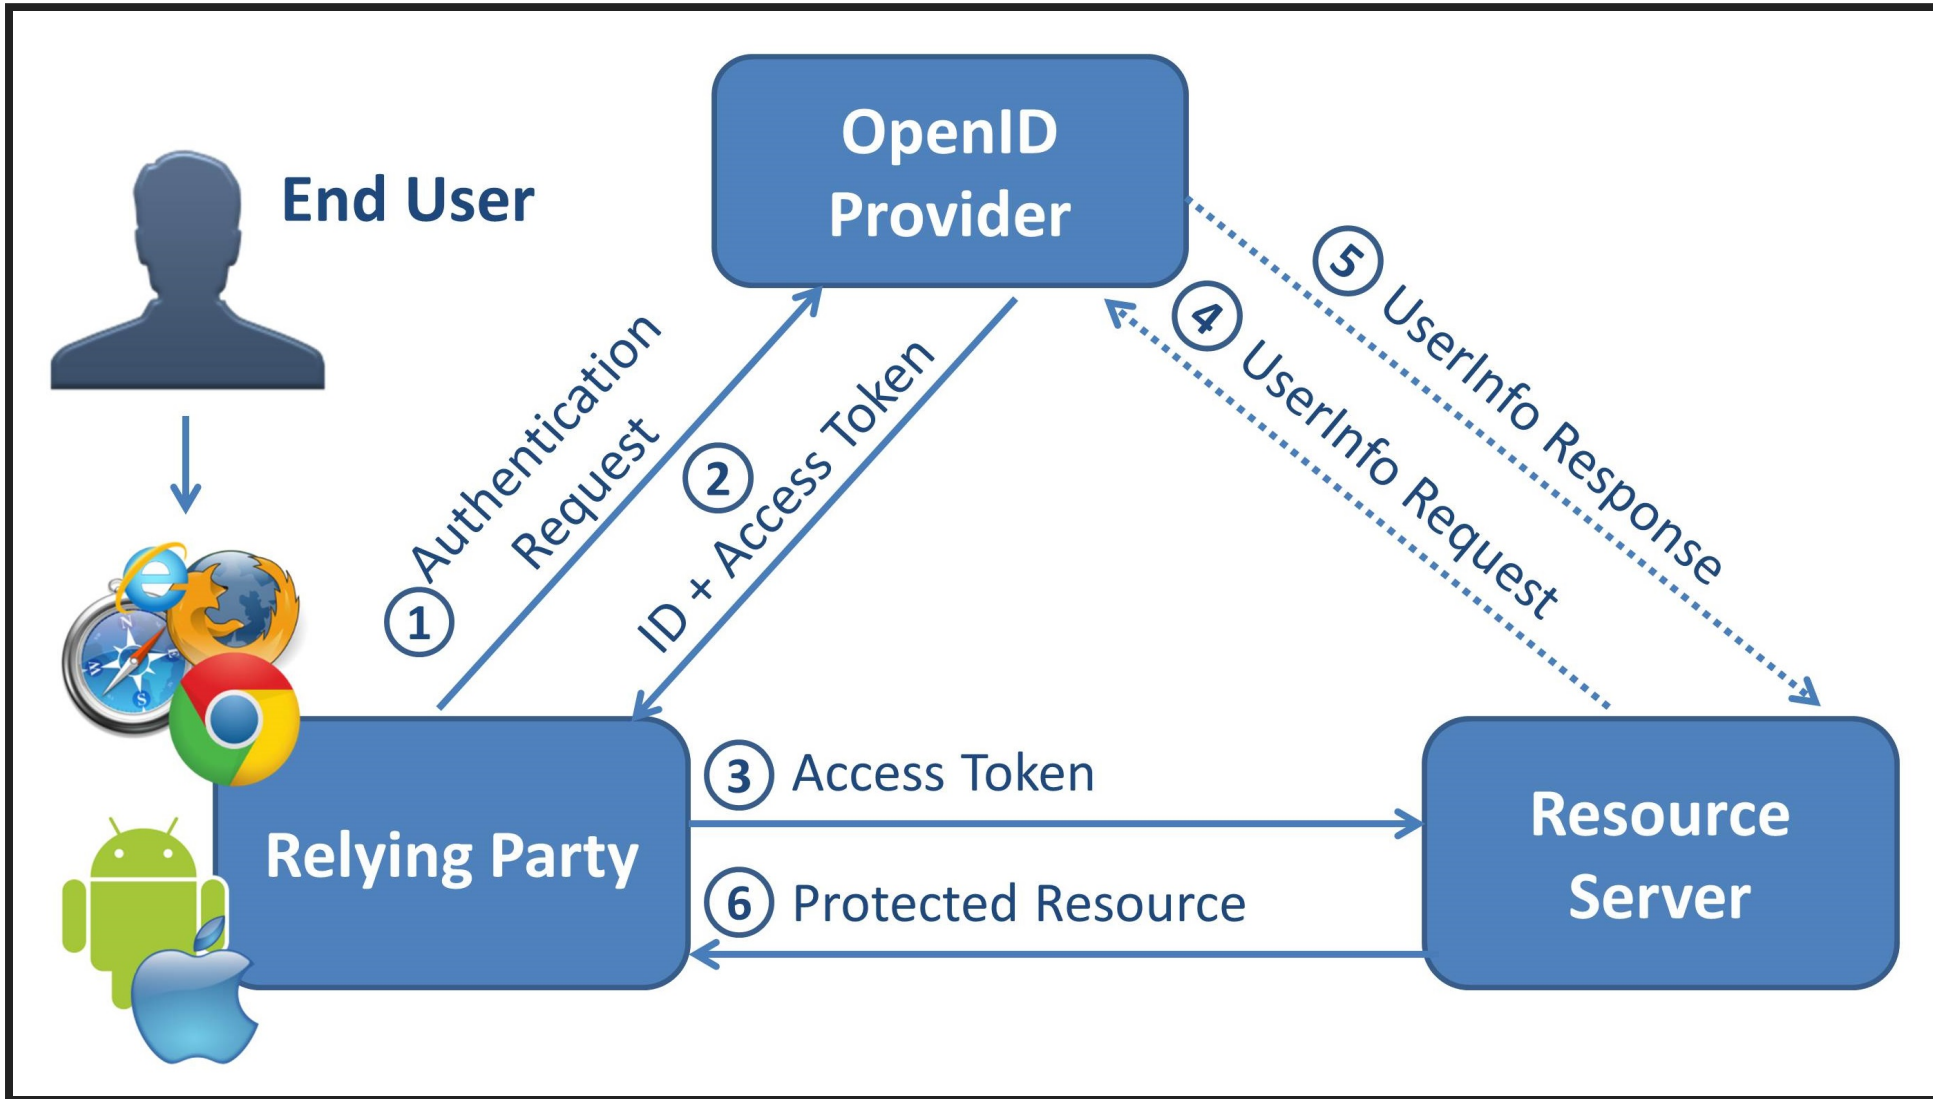 OpenID
Provider
End User
1
Authentication
Request
2
ID + Access Token
4 UserInfo Request
5 UserInfo Response
3 Access Token
Relying Party
6 Protected Resource
Resource
Server
N
E
S
W